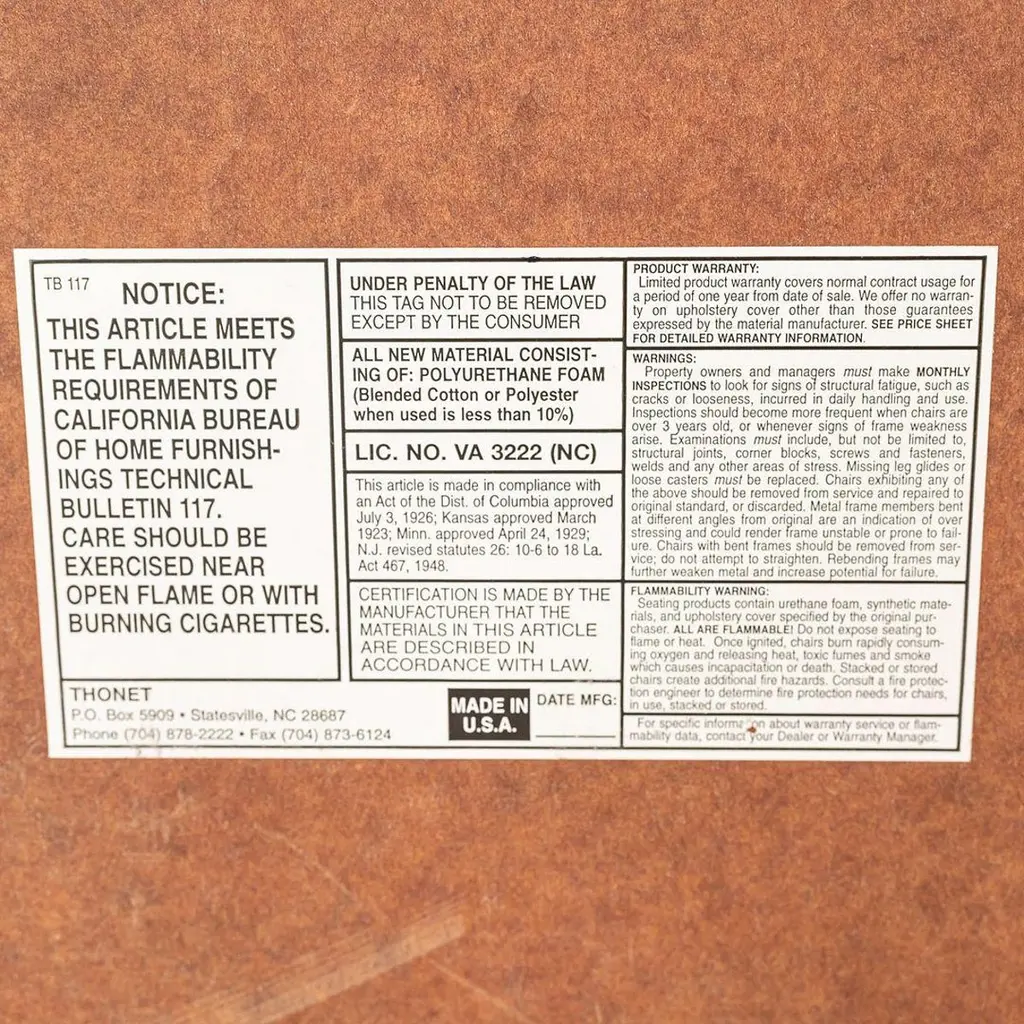 TB 117
NOTICE:
THIS ARTICLE MEETS
THE FLAMMABILITY
REQUIREMENTS OF
CALIFORNIA BUREAU
OF HOME FURNISH-
INGS TECHNICAL
BULLETIN 117.
CARE SHOULD BE
EXERCISED NEAR
OPEN FLAME OR WITH
BURNING CIGARETTES.
UNDER PENALTY OF THE LAW
THIS TAG NOT TO BE REMOVED
EXCEPT BY THE CONSUMER
ALL NEW MATERIAL CONSIST-
ING OF: POLYURETHANE FOAM
(Blended Cotton or Polyester
when used is less than 10%)
LIC. NO. VA 3222 (NC)
This article is made in compliance with
an Act of the Dist. of Columbia approved
July 3, 1926; Kansas approved March
1923; Minn. approved April 24, 1929;
N.J. revised statutes 26: 10-6 to 18 La.
Act 467, 1948.
CERTIFICATION IS MADE BY THE
MANUFACTURER THAT THE
MATERIALS IN THIS ARTICLE
ARE DESCRIBED IN
ACCORDANCE WITH LAW.
THONET
P.O. Box 5909 • Statesville, NC 28687
Phone (704) 878-2222 • Fax (704) 873-6124
MADE IN
U.S.A.
DATE MFG:
PRODUCT WARRANTY:
Limited product warranty covers normal contract usage for
a period of one year from date of sale. We offer no warran-
ty on upholstery cover other than those guarantees
expressed by the material manufacturer. SEE PRICE SHEET
FOR DETAILED WARRANTY INFORMATION.
WARNINGS:
Property owners and managers must make MONTHLY
INSPECTIONS to look for signs of structural fatigue, such as
cracks or looseness, incurred in daily handling and use.
Inspections should become more frequent when chairs are
over 3 years old, or whenever signs of frame weakness
arise. Examinations must include, but not be limited to,
structural joints, corner blocks, screws and fasteners,
welds and any other areas of stress. Missing leg glides or
loose casters must be replaced. Chairs exhibiting any of
the above should be removed from service and repaired to
original standard, or discarded. Metal frame members bent
at different angles from original are an indication of over
stressing and could render frame unstable or prone to fail-
ure. Chairs with bent frames should be removed from ser-
vice; do not attempt to straighten. Rebending frames may
further weaken metal and increase potential for failure.
FLAMMABILITY WARNING:
Seating products contain urethane foam, synthetic mate-
rials, and upholstery cover specified by the original pur-
chaser. ALL ARE FLAMMABLE! Do not expose seating to
flame or heat. Once ignited, chairs burn rapidly consum-
ing oxygen and releasing heat, toxic fumes and smoke
which causes incapacitation or death. Stacked or stored
chairs create additional fire hazards. Consult a fire protec-
tion engineer to determine fire protection needs for chairs,
in use, stacked or stored.
For specific information about warranty service or flam-
mability data, contact your Dealer or Warranty Manager.